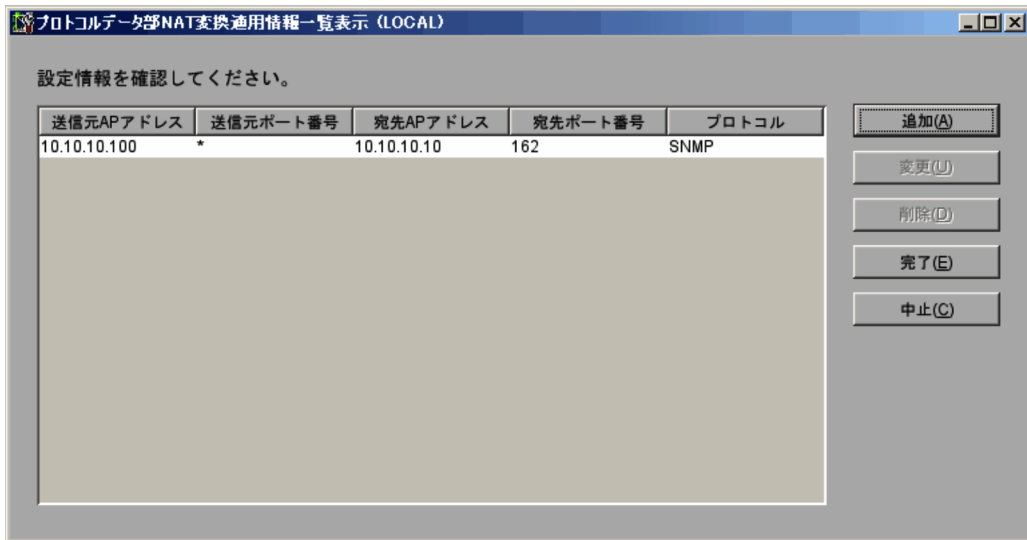 プロトコルデータ部NAT変換適用情報一覧表示 (LOCAL)
設定情報を確認してください。
送信元APアドレス 送信元ポート番号 宛先APアドレス 宛先ポート番号 プロトコル
10.10.10.100 * 10.10.10.10 162 SNMP
追加(A)
変更(U)
削除(D)
完了(E)
中止(C)